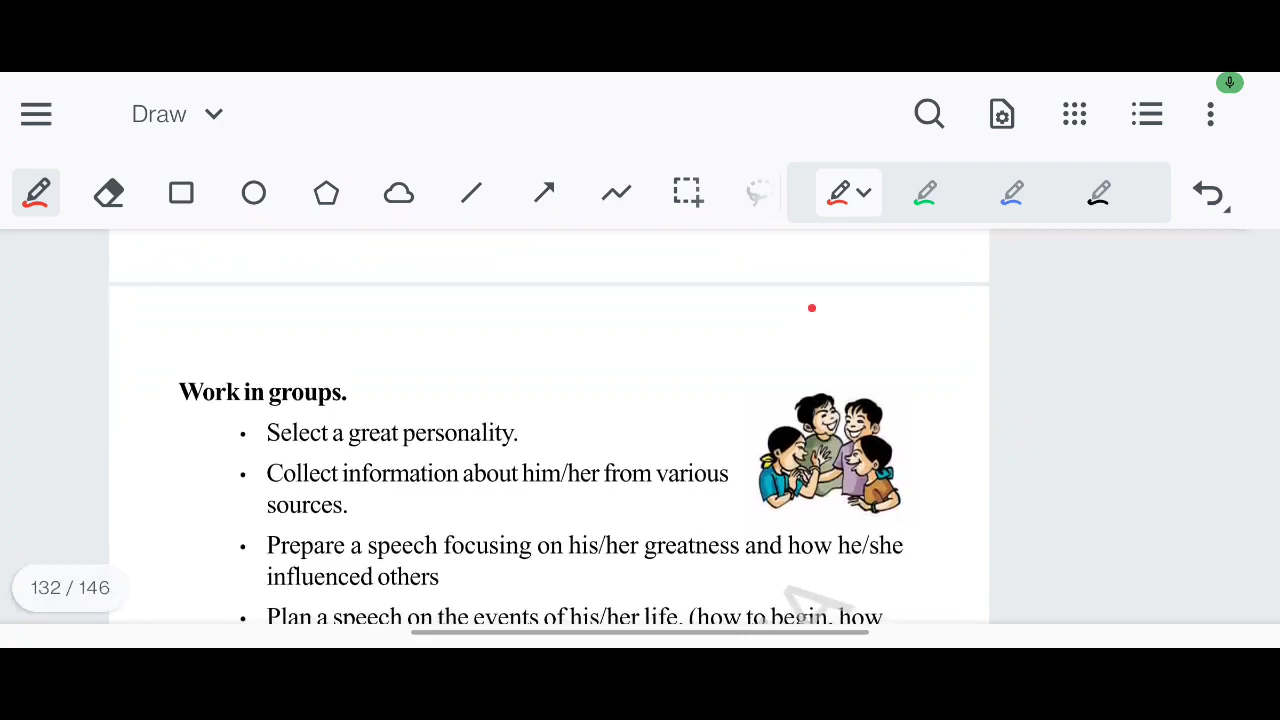 Draw
Work in groups.
• Select a great personality.
• Collect information about him/her from various
sources.
• Prepare a speech focusing on his/her greatness and how he/she
influenced others
132 / 146
• Plan a speech on the events of his/her life. (how to begin, how
A